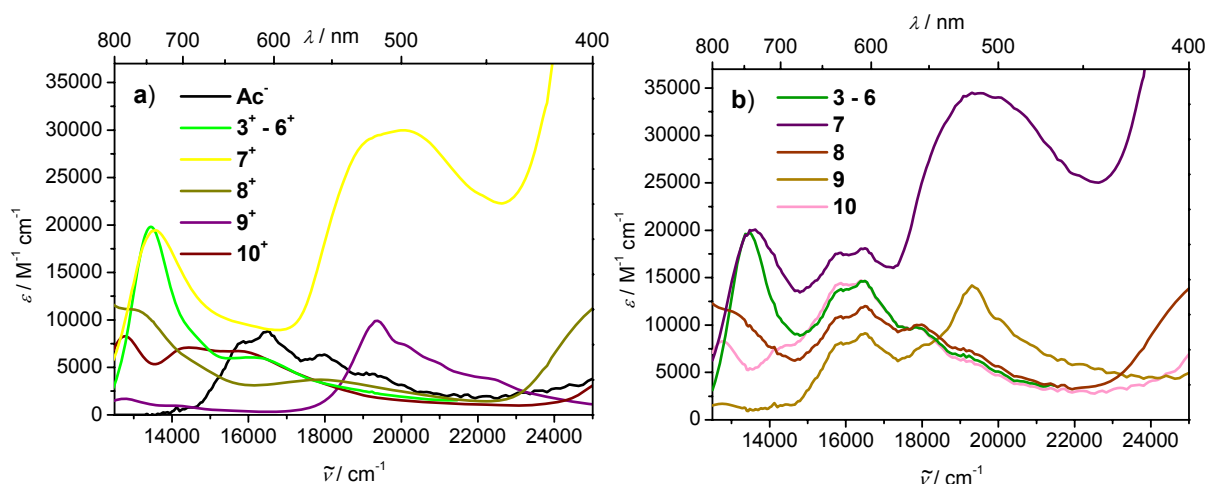 800 700 600 500 400
λ / nm
a)
Ac⁻
3⁺ - 6⁺
7⁺
8⁺
9⁺
10⁺
35000
30000
25000
20000
15000
10000
5000
0
ε / M⁻¹ cm⁻¹
14000 16000 18000 20000 22000 24000
ṽ / cm⁻¹
800 700 600 500 400
λ / nm
b)
3 - 6
7
8
9
10
35000
30000
25000
20000
15000
10000
5000
0
ε / M⁻¹ cm⁻¹
14000 16000 18000 20000 22000 24000
ṽ / cm⁻¹